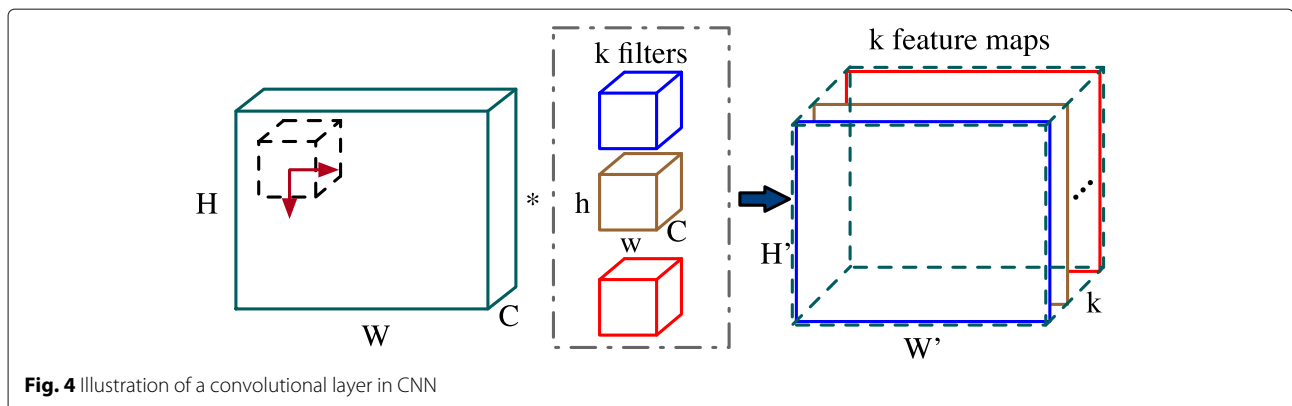 k filters
k feature maps
H
*
h
w
C
H’
W
C
k
W’
Fig. 4 Illustration of a convolutional layer in CNN